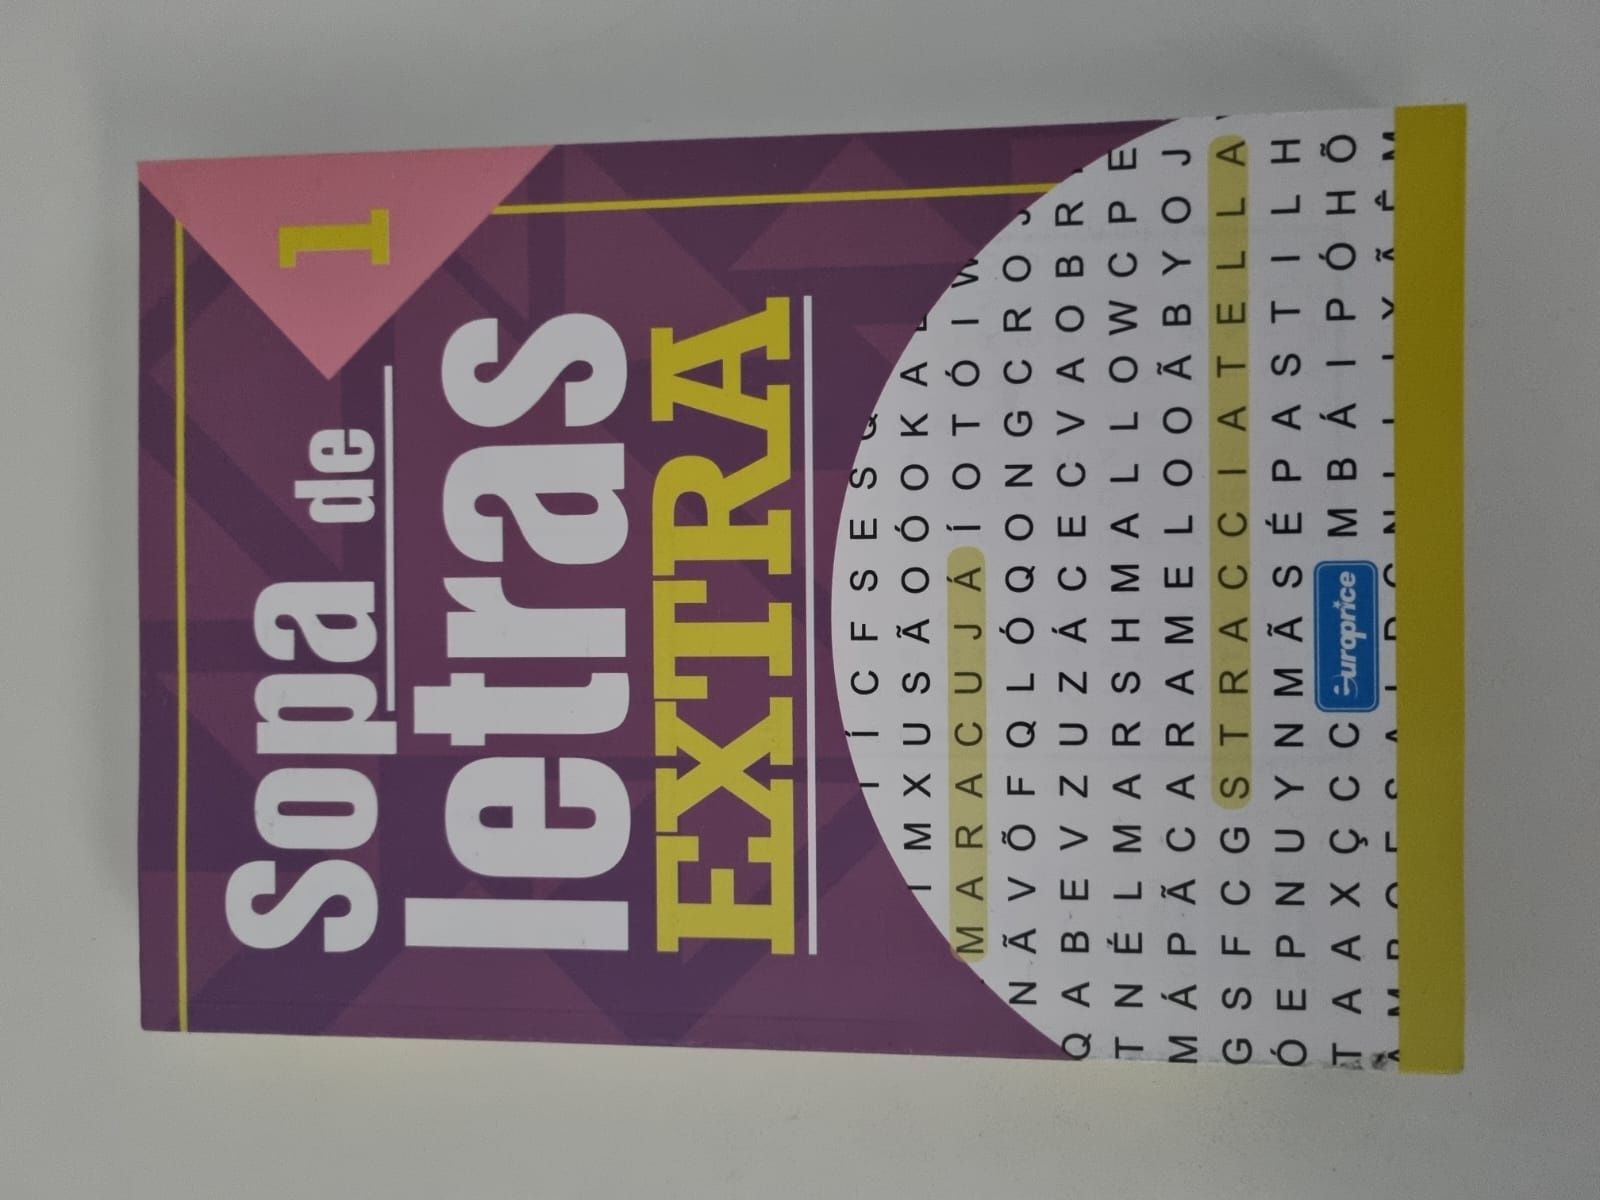 1
Sopa de
letras
EXTRA
Í C F S E S Q
M X U S Ã O Ó O K A
M A R A C U J Á Í O T Ó I W
N Ã V Õ F Q L Ó Q O N G C R O J
Q A B E V Z U Z Á C E C V A O B R
T N É L M A R S H M A L L O W C P E
M Á P Ã C A R A M E L O O Ã B Y O J
G S F C G S T R A C C I A T E L L A
Ó E P N U Y N M Ã S É P A S T I L H
T A A X Ç C C europrice M B Á I P Ó H Õ